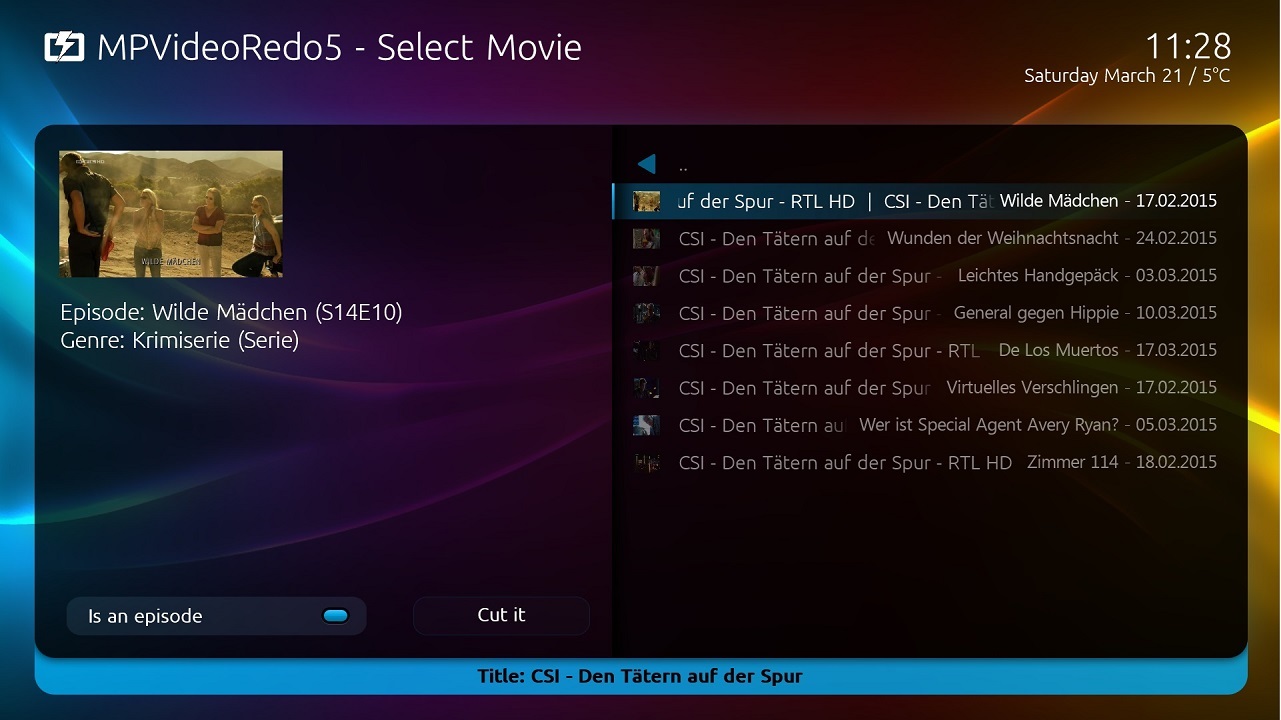 MPVideoRedo5 - Select Movie
11:28
Saturday March 21 / 5°C
WILDE MÄDCHEN
Episode: Wilde Mädchen (S14E10)
Genre: Krimiserie (Serie)
Is an episode
Cut it
..
uf der Spur - RTL HD | CSI - Den Tät Wilde Mädchen - 17.02.2015
CSI - Den Tätern auf de Wunden der Weihnachtsnacht - 24.02.2015
CSI - Den Tätern auf der Spur - Leichtes Handgepäck - 03.03.2015
CSI - Den Tätern auf der Spur - General gegen Hippie - 10.03.2015
CSI - Den Tätern auf der Spur - RTL De Los Muertos - 17.03.2015
CSI - Den Tätern auf der Spur Virtuelles Verschlingen - 17.02.2015
CSI - Den Tätern au Wer ist Special Agent Avery Ryan? - 05.03.2015
CSI - Den Tätern auf der Spur - RTL HD Zimmer 114 - 18.02.2015
Title: CSI - Den Tätern auf der Spur